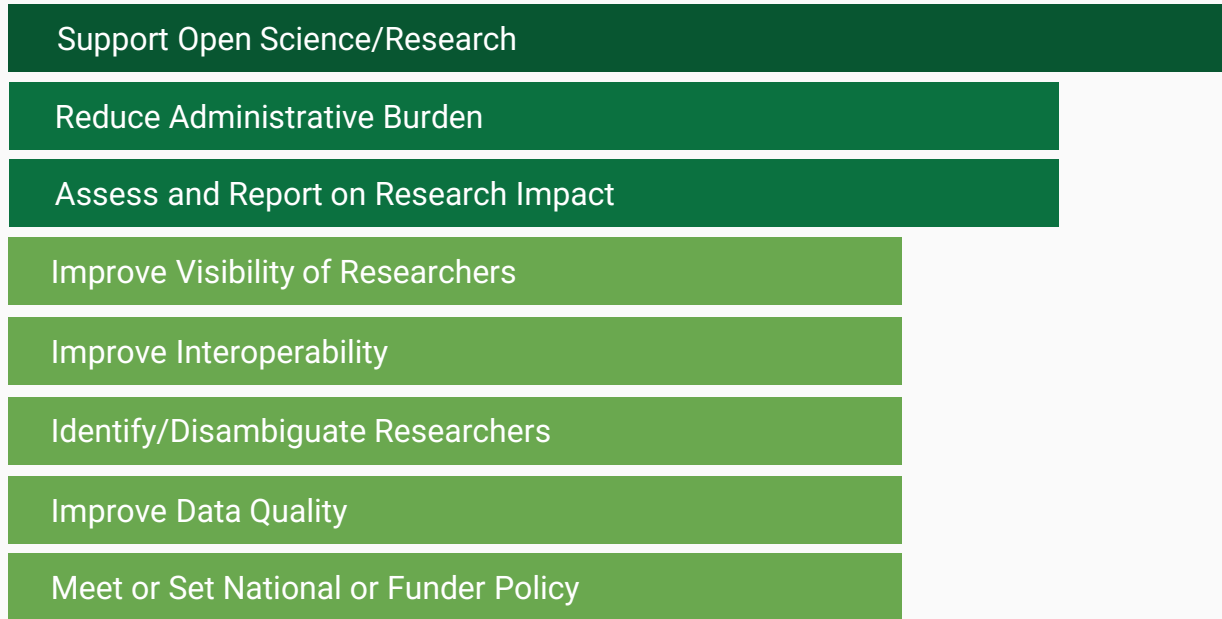 Support Open Science/Research
Reduce Administrative Burden
Assess and Report on Research Impact
Improve Visibility of Researchers
Improve Interoperability
Identify/Disambiguate Researchers
Improve Data Quality
Meet or Set National or Funder Policy